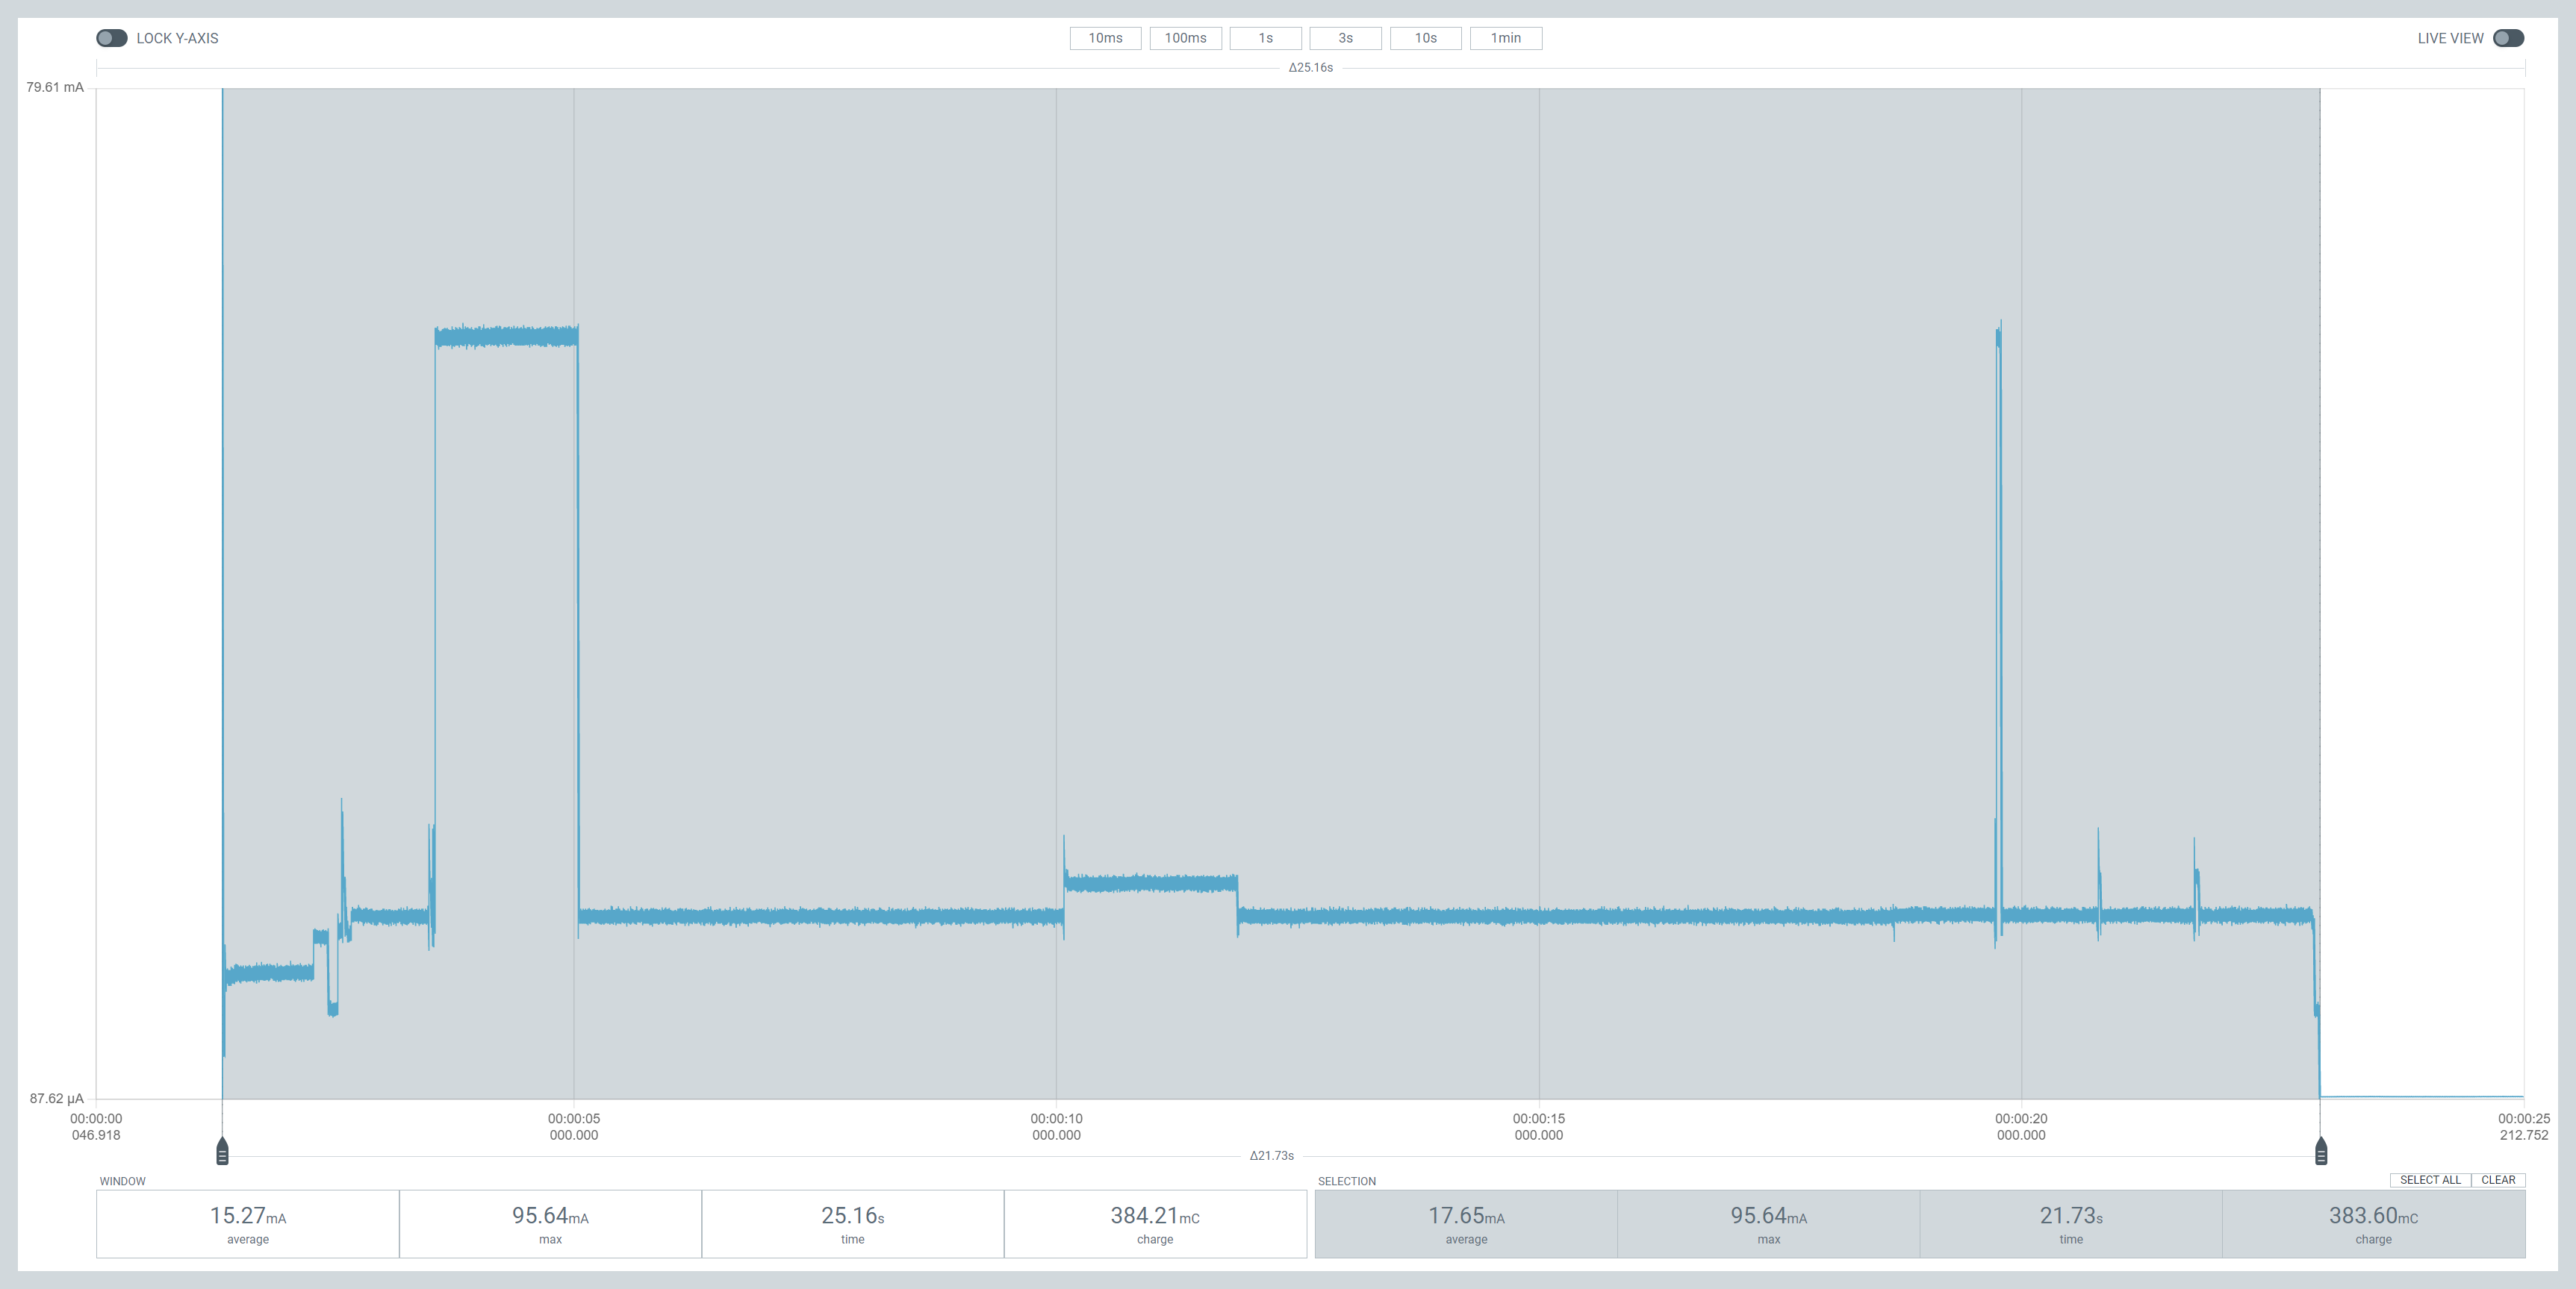 LOCK Y-AXIS 10ms 100ms 1s 3s 10s 1min LIVE VIEW
Δ25.16s
79.61 mA
87.62 μA
00:00:00 00:00:05 00:00:10 00:00:15 00:00:20 00:00:25
046.918 000.000 000.000 000.000 000.000 212.752
Δ21.73s
WINDOW SELECTION SELECT ALL CLEAR
15.27mA 95.64mA 25.16s 384.21mC 17.65mA 95.64mA 21.73s 383.60mC
average max time charge average max time charge